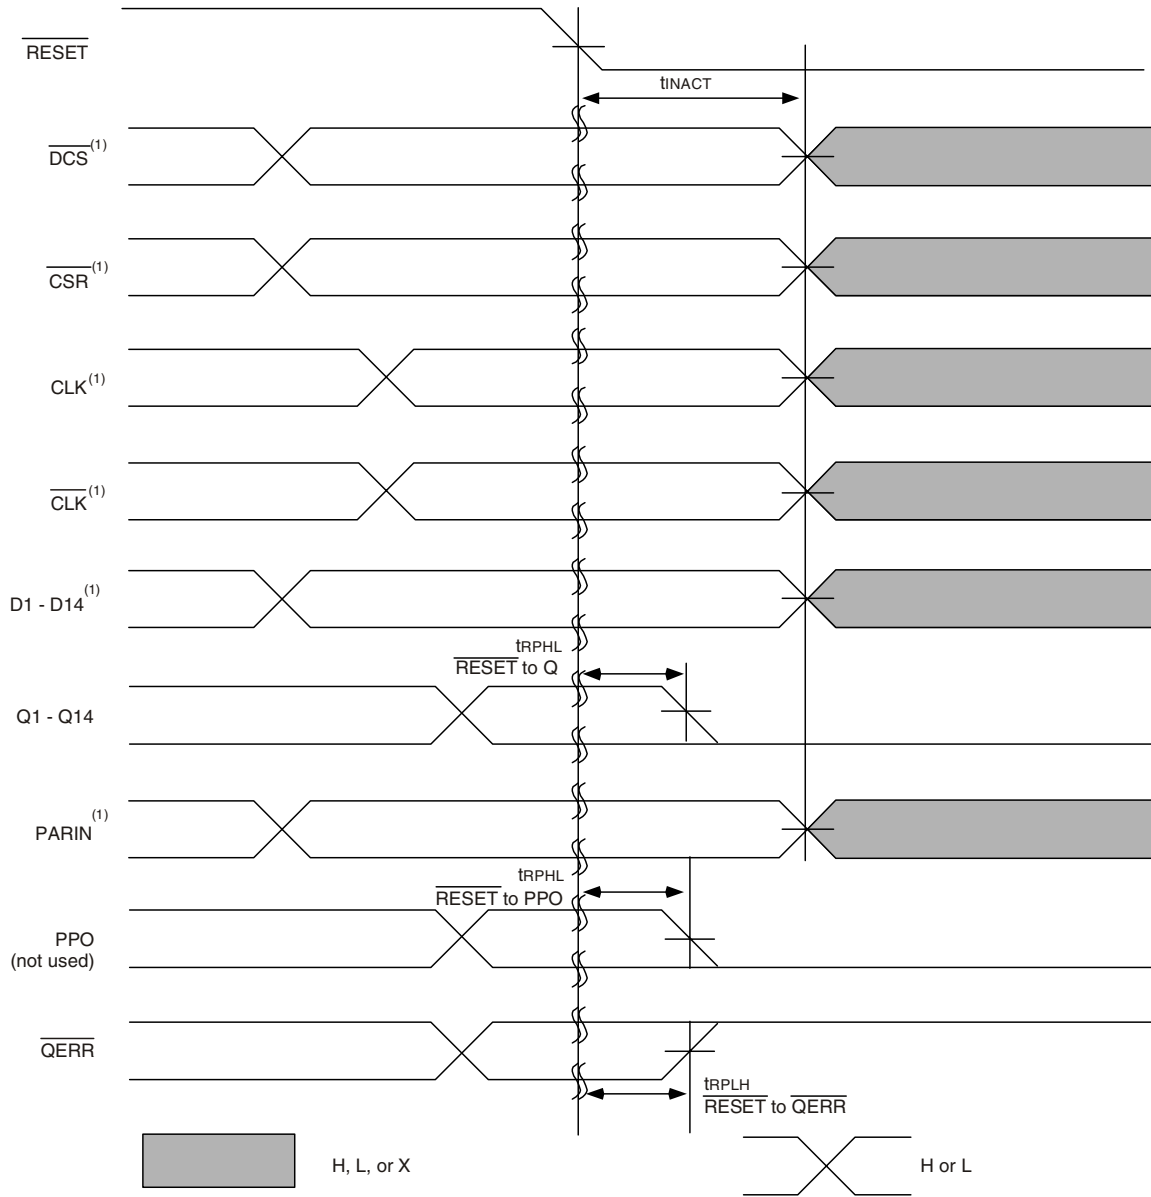 RESET
tINACT
DCS(1)
CSR(1)
CLK(1)
CLK(1)
D1 - D14(1)
tRPHL
RESET to Q
Q1 - Q14
PARIN(1)
tRPHL
RESET to PPO
PPO
(not used)
QERR
tRPLH
RESET to QERR
H, L, or X
H or L